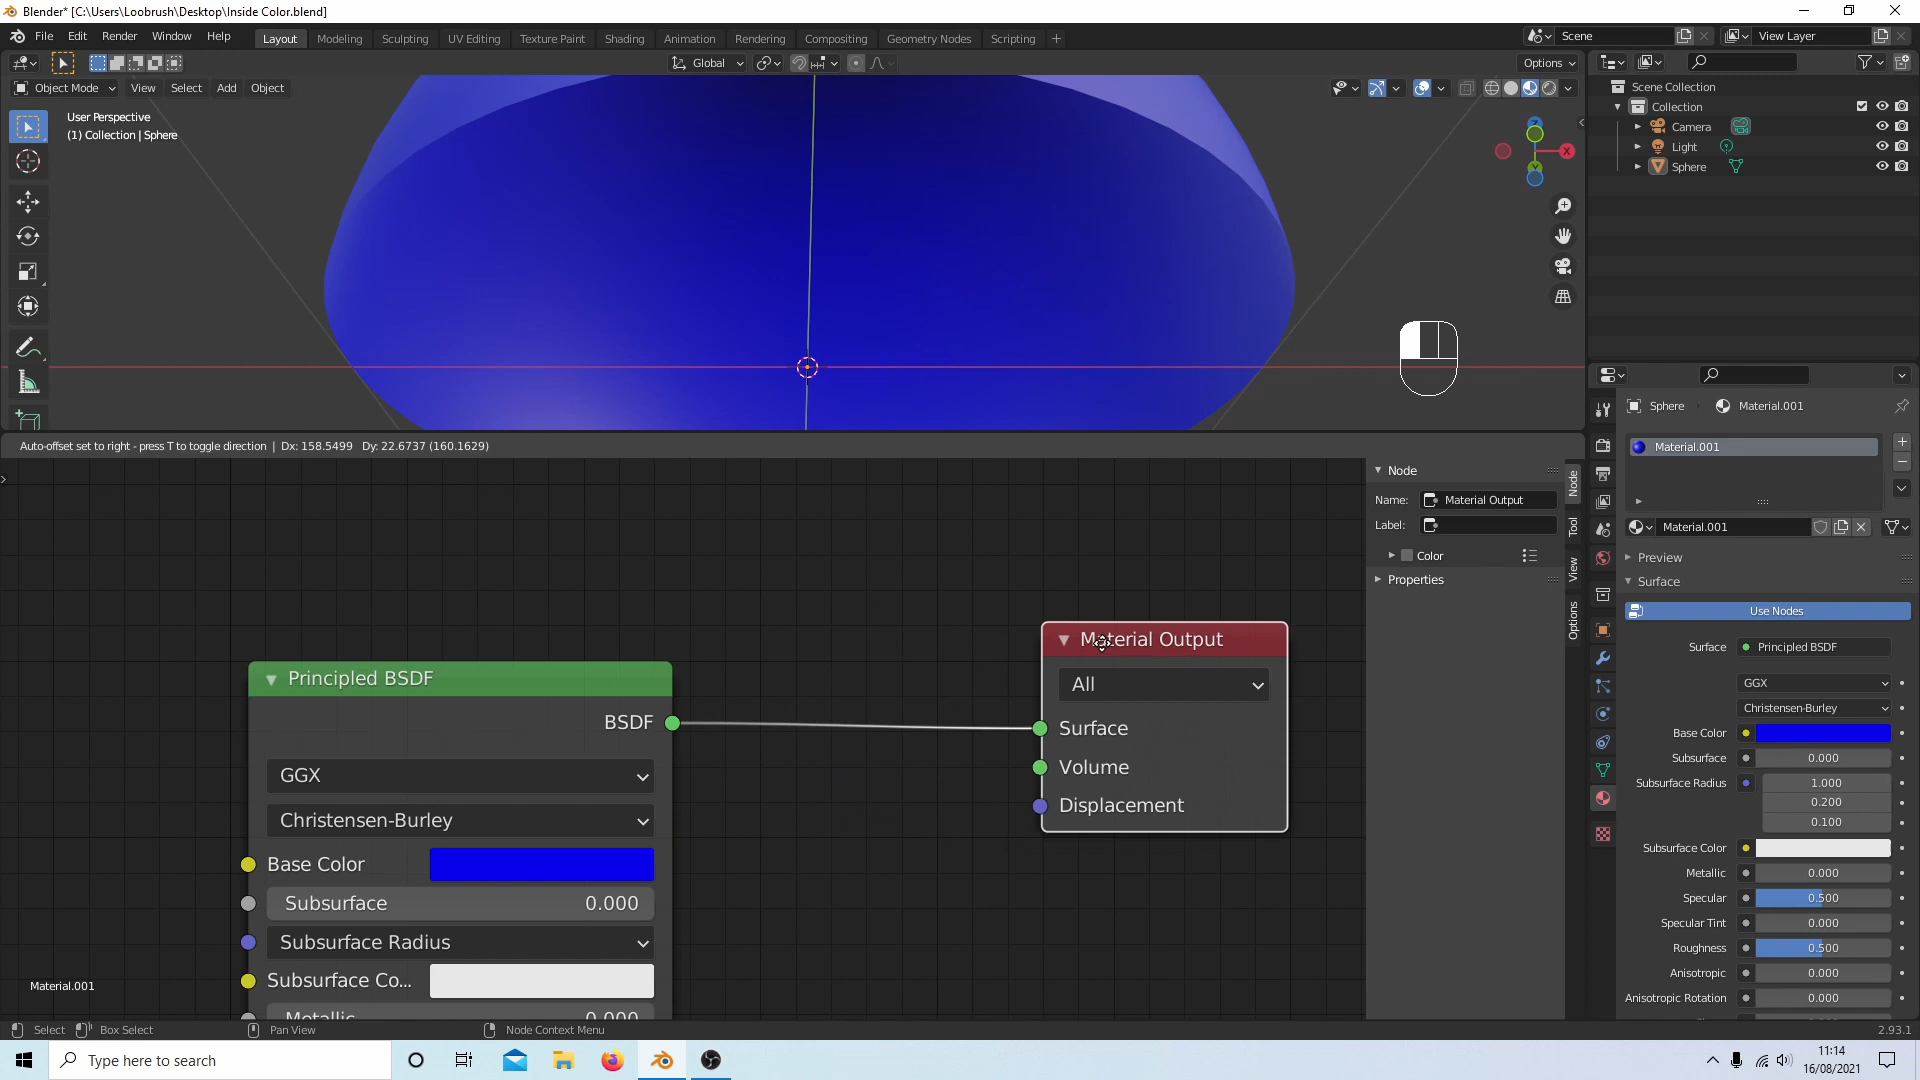 Blender* [C:\Users\Loobrush\Desktop\Inside Color.blend]
File Edit Render Window Help
Layout Modeling Sculpting UV Editing Texture Paint Shading Animation Rendering Compositing Geometry Nodes Scripting +
Scene
View Layer
Global
Options
Object Mode View Select Add Object
User Perspective
(1) Collection | Sphere
X
Scene Collection
Collection
Camera
Light
Sphere
Auto-offset set to right - press T to toggle direction | Dx: 158.5499 Dy: 22.6737 (160.1629)
Principled BSDF
BSDF
GGX
Christensen-Burley
Base Color
Subsurface 0.000
Subsurface Radius
Subsurface Co...
Metallic 0.000
Material Output
All
Surface
Volume
Displacement
Material.001
Node
Name: Material Output
Label:
Color
Properties
Node
Tool
View
Options
Sphere Material.001
Material.001
Material.001
Preview
Surface
Use Nodes
Surface Principled BSDF
GGX
Christensen-Burley
Base Color
Subsurface 0.000
Subsurface Radius 1.000
0.200
0.100
Subsurface Color
Metallic 0.000
Specular 0.500
Specular Tint 0.000
Roughness 0.500
Anisotropic 0.000
Anisotropic Rotation 0.000
Select Box Select Pan View Node Context Menu 2.93.1
Type here to search
11:14
16/08/2021